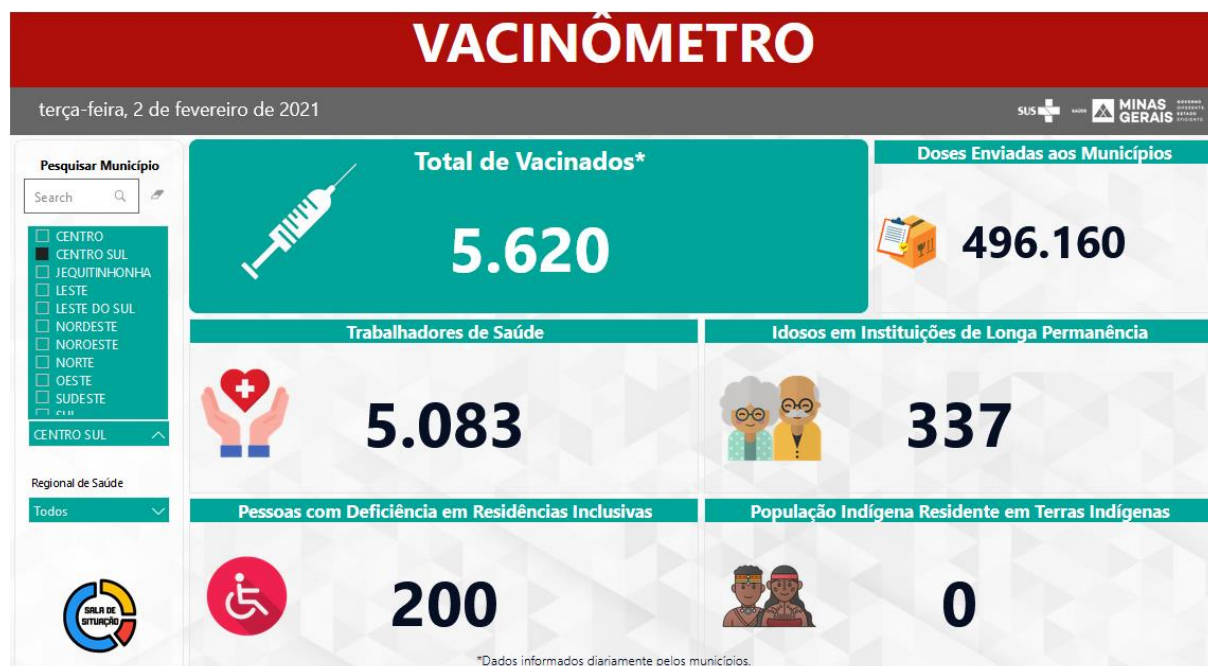 VACINÔMETRO
terça-feira, 2 de fevereiro de 2021
SUS
MINAS
GERAIS
Pesquisar Município
Search
CENTRO
CENTRO SUL
JEQUITINHONHA
LESTE
LESTE DO SUL
NORDESTE
NOROESTE
NORTE
OESTE
SUDESTE
SUL
CENTRO SUL
Regional de Saúde
Todos
SALA DE
SITUAÇÃO
Total de Vacinados*
5.620
Doses Enviadas aos Municípios
496.160
Trabalhadores de Saúde
5.083
Idosos em Instituições de Longa Permanência
337
Pessoas com Deficiência em Residências Inclusivas
200
População Indígena Residente em Terras Indígenas
0
*Dados informados diariamente pelos municípios.